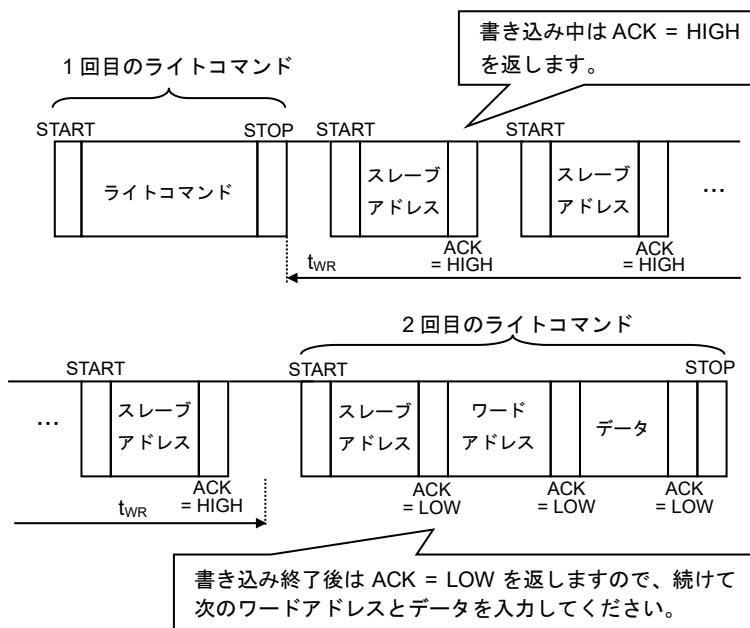 書き込み中は ACK = HIGH
を返します。
1 回目のライトコマンド
START
STOP
START
START
ライトコマンド
スレーブ
アドレス
スレーブ
アドレス
…
ACK
= HIGH
ACK
= HIGH
tWR
2 回目のライトコマンド
START
START
STOP
…
スレーブ
アドレス
スレーブ
アドレス
ワード
アドレス
データ
ACK
= HIGH
ACK
= LOW
ACK
= LOW
ACK
= LOW
tWR
書き込み終了後は ACK = LOW を返しますので、続けて
次のワードアドレスとデータを入力してください。